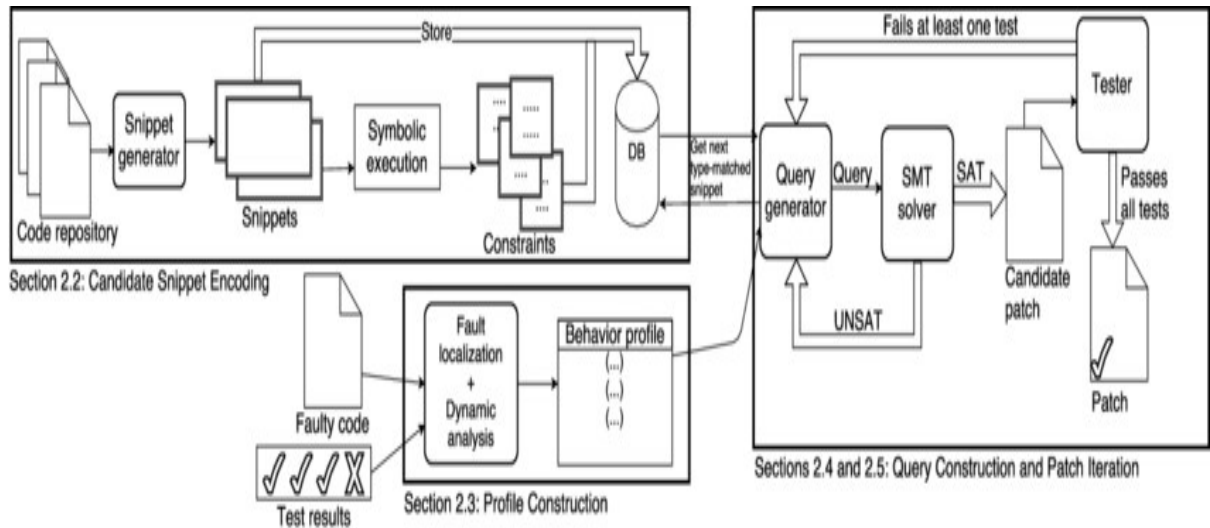 Store
Snippet
generator
Symbolic
execution
....
.....
....
.....
....
....
....
DB
Code repository
Snippets
Constraints
Section 2.2: Candidate Snippet Encoding
Get next
type-matched
snippet
Fails at least one test
Tester
Query
generator
Query
SMT
solver
SAT
UNSAT
Candidate
patch
Passes
all tests
Patch
Sections 2.4 and 2.5: Query Construction and Patch Iteration
Faulty code
Test results
Fault
localization
+
Dynamic
analysis
Behavior profile
(...)
(...)
(...)
Section 2.3: Profile Construction